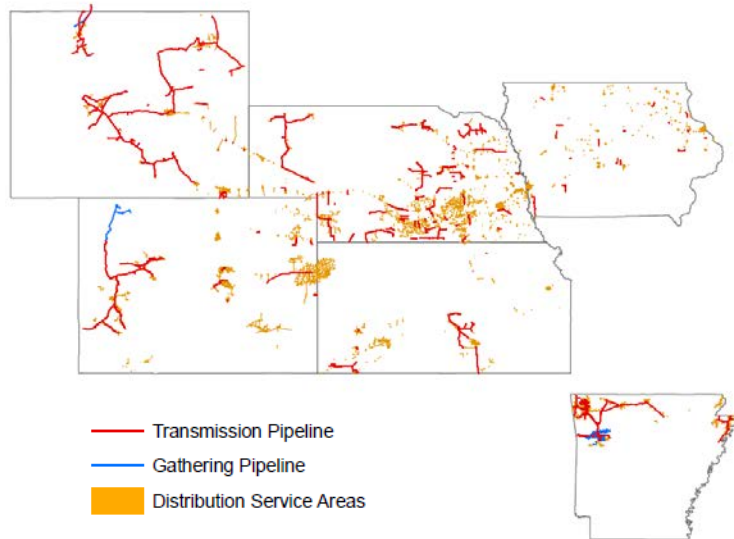 Transmission Pipeline
Gathering Pipeline
Distribution Service Areas